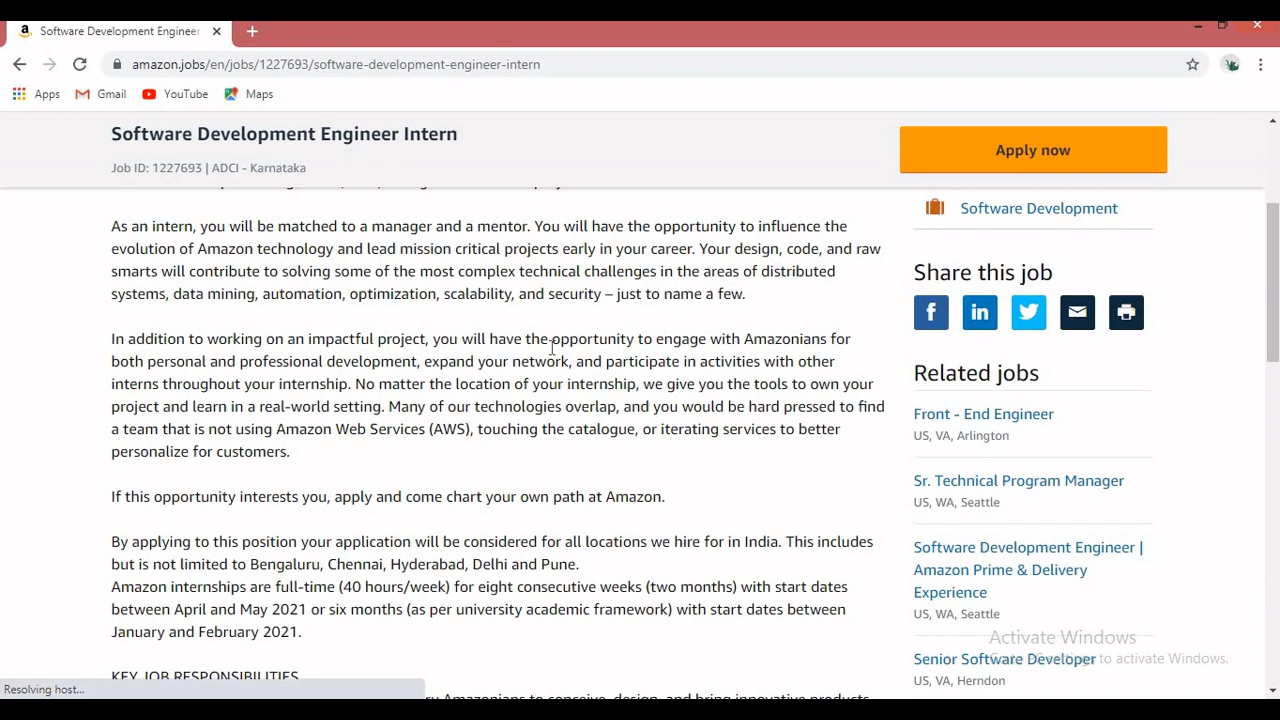 Software Development Engineer
amazon.jobs/en/jobs/1227693/software-development-engineer-intern
Apps Gmail YouTube Maps
Software Development Engineer Intern
Job ID: 1227693 | ADCI - Karnataka
Apply now
As an intern, you will be matched to a manager and a mentor. You will have the opportunity to influence the
evolution of Amazon technology and lead mission critical projects early in your career. Your design, code, and raw
smarts will contribute to solving some of the most complex technical challenges in the areas of distributed
systems, data mining, automation, optimization, scalability, and security – just to name a few.
In addition to working on an impactful project, you will have the opportunity to engage with Amazonians for
both personal and professional development, expand your network, and participate in activities with other
interns throughout your internship. No matter the location of your internship, we give you the tools to own your
project and learn in a real-world setting. Many of our technologies overlap, and you would be hard pressed to find
a team that is not using Amazon Web Services (AWS), touching the catalogue, or iterating services to better
personalize for customers.
If this opportunity interests you, apply and come chart your own path at Amazon.
By applying to this position your application will be considered for all locations we hire for in India. This includes
but is not limited to Bengaluru, Chennai, Hyderabad, Delhi and Pune.
Amazon internships are full-time (40 hours/week) for eight consecutive weeks (two months) with start dates
between April and May 2021 or six months (as per university academic framework) with start dates between
January and February 2021.
KEY JOB RESPONSIBILITIES
Amazonians to conceive, design, and bring innovative products
Software Development
Share this job
Related jobs
Front - End Engineer
US, VA, Arlington
Sr. Technical Program Manager
US, WA, Seattle
Software Development Engineer |
Amazon Prime & Delivery
Experience
US, WA, Seattle
Senior Software Developer
US, VA, Herndon
Activate Windows
to activate Windows.
Resolving host...